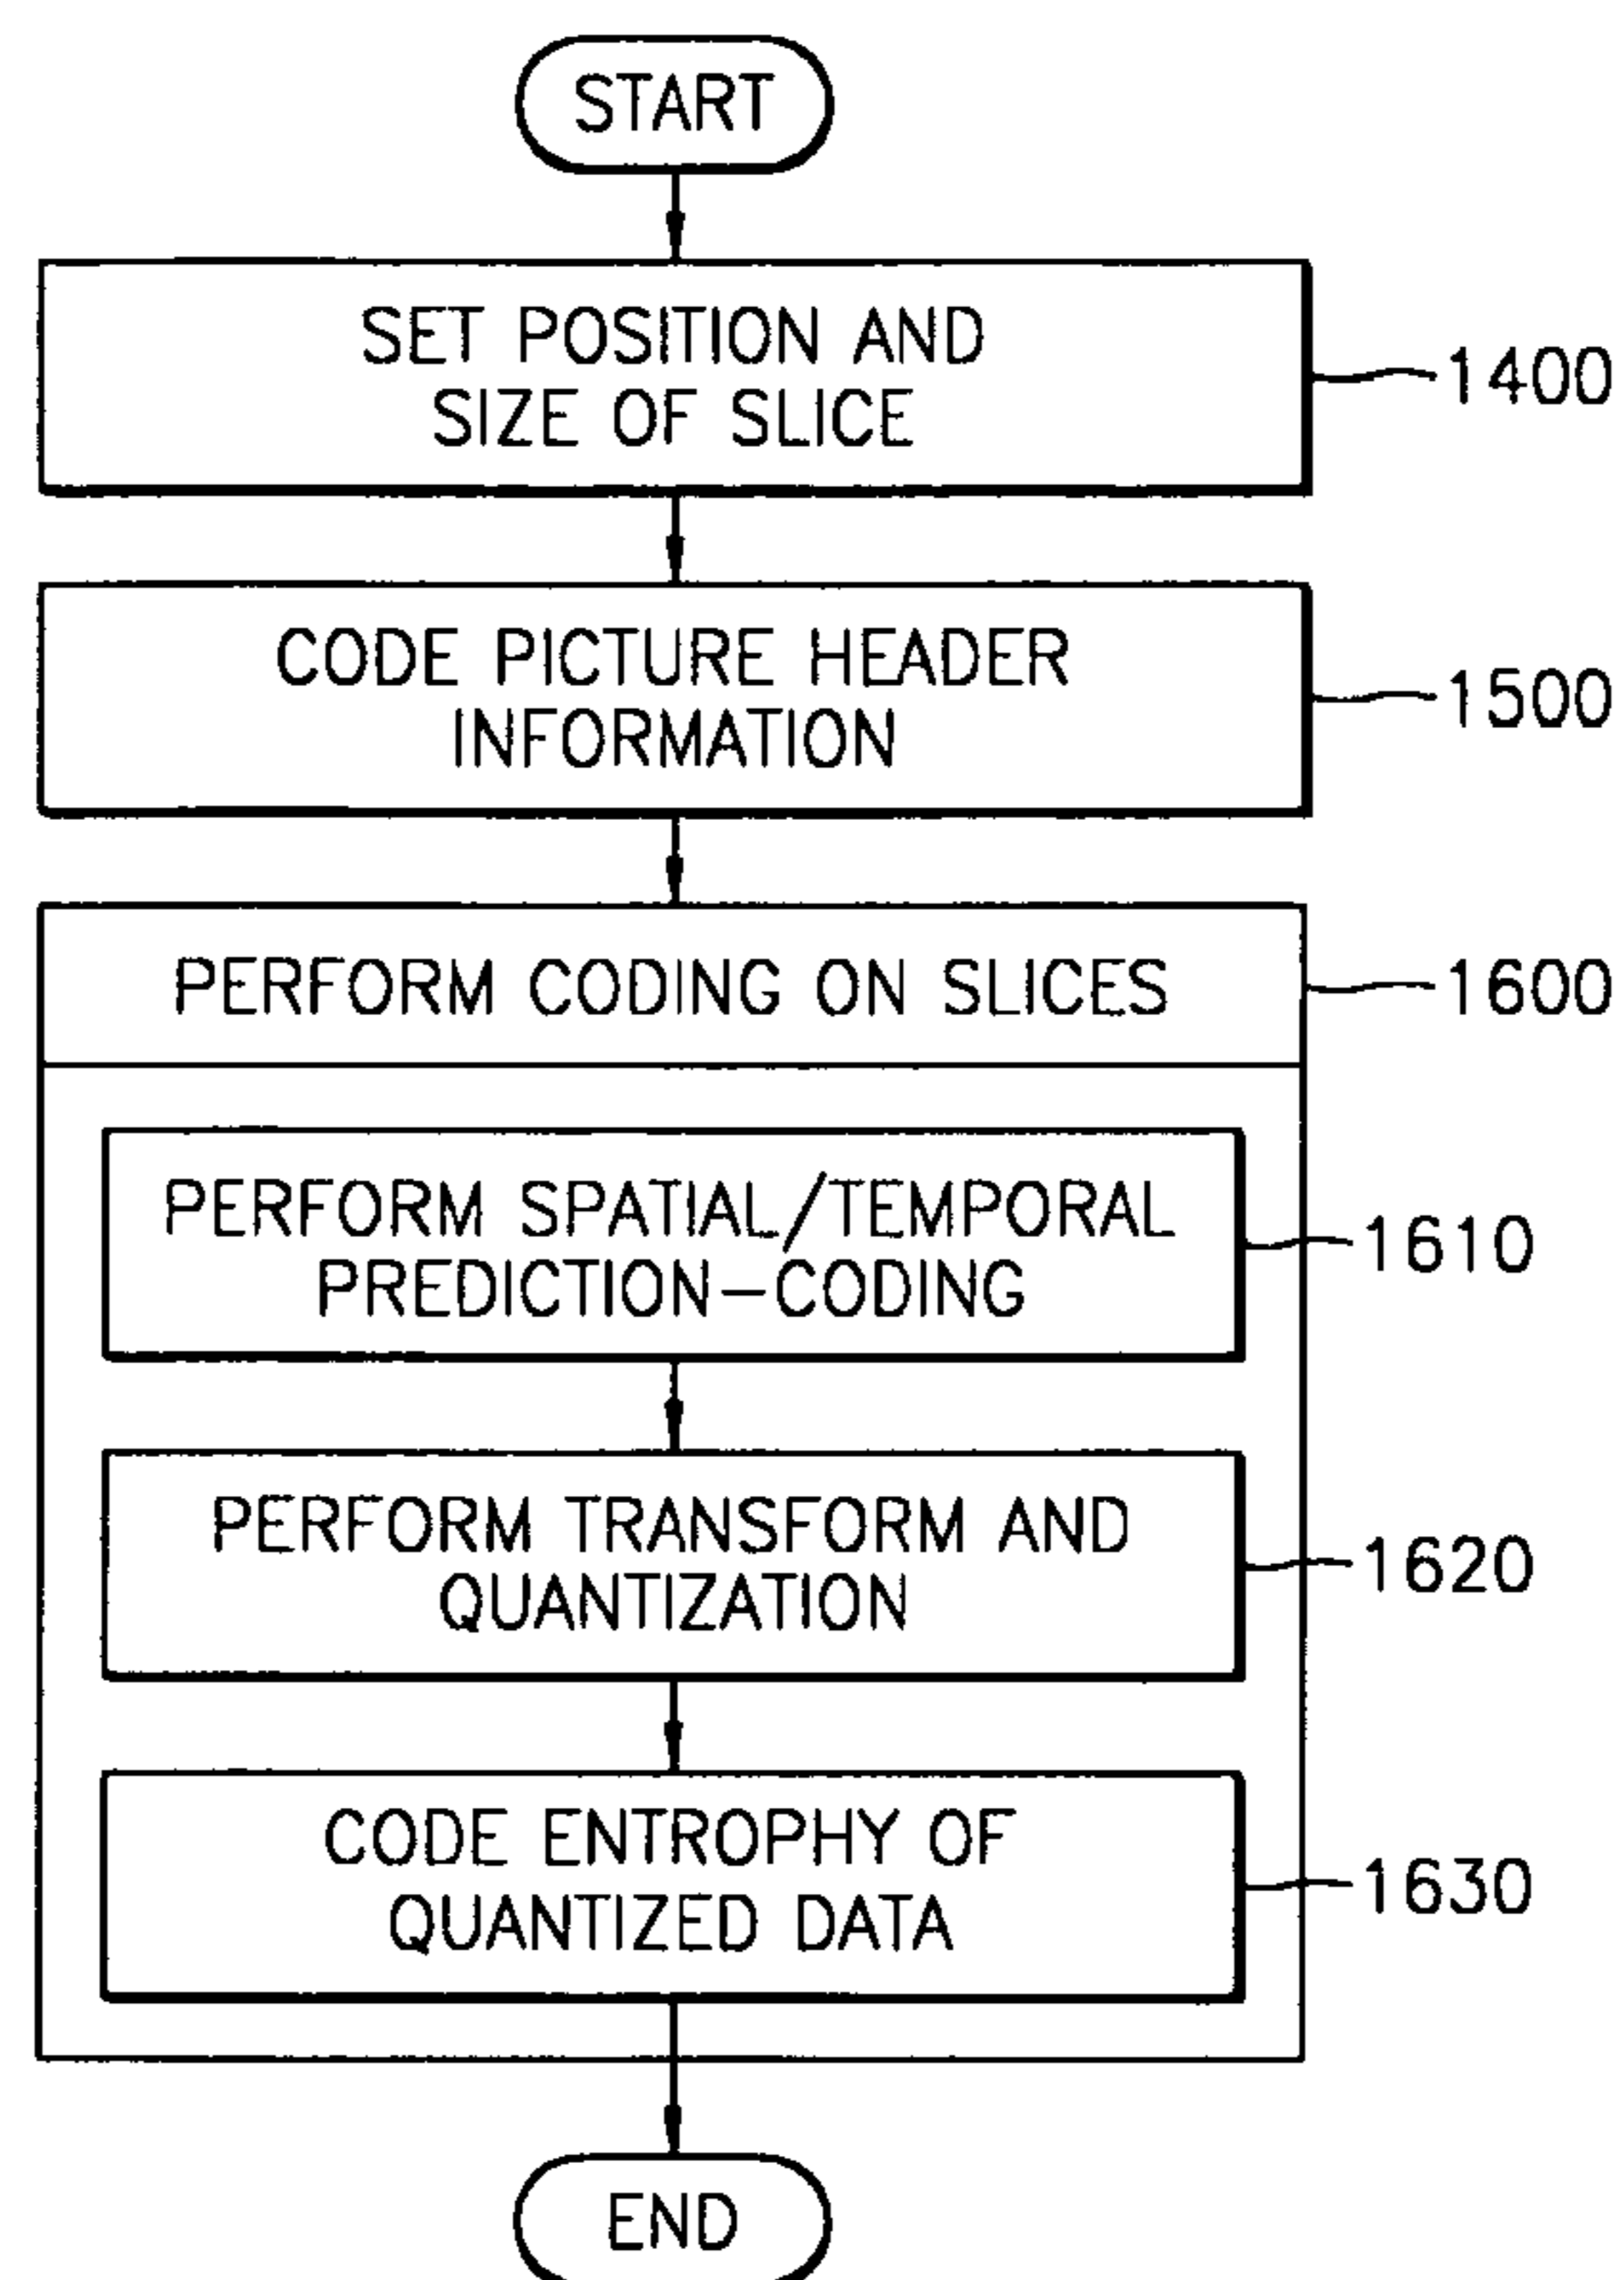 START
SET POSITION AND
SIZE OF SLICE
1400
CODE PICTURE HEADER
INFORMATION
1500
PERFORM CODING ON SLICES
1600
PERFORM SPATIAL/TEMPORAL
PREDICTION-CODING
1610
PERFORM TRANSFORM AND
QUANTIZATION
1620
CODE ENTROPHY OF
QUANTIZED DATA
1630
END